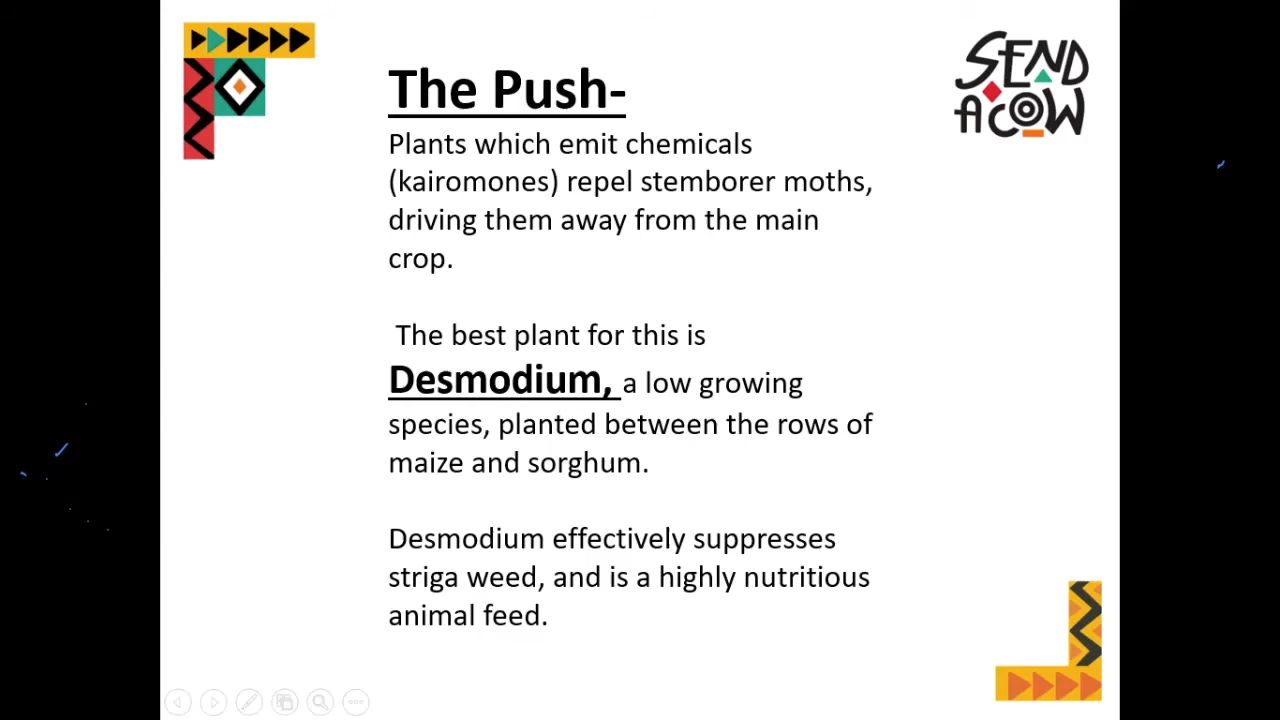 The Push-
Plants which emit chemicals
(kairomones) repel stemborer moths,
driving them away from the main
crop.
The best plant for this is
Desmodium, a low growing
species, planted between the rows of
maize and sorghum.
Desmodium effectively suppresses
striga weed, and is a highly nutritious
animal feed.
SEND
A COW